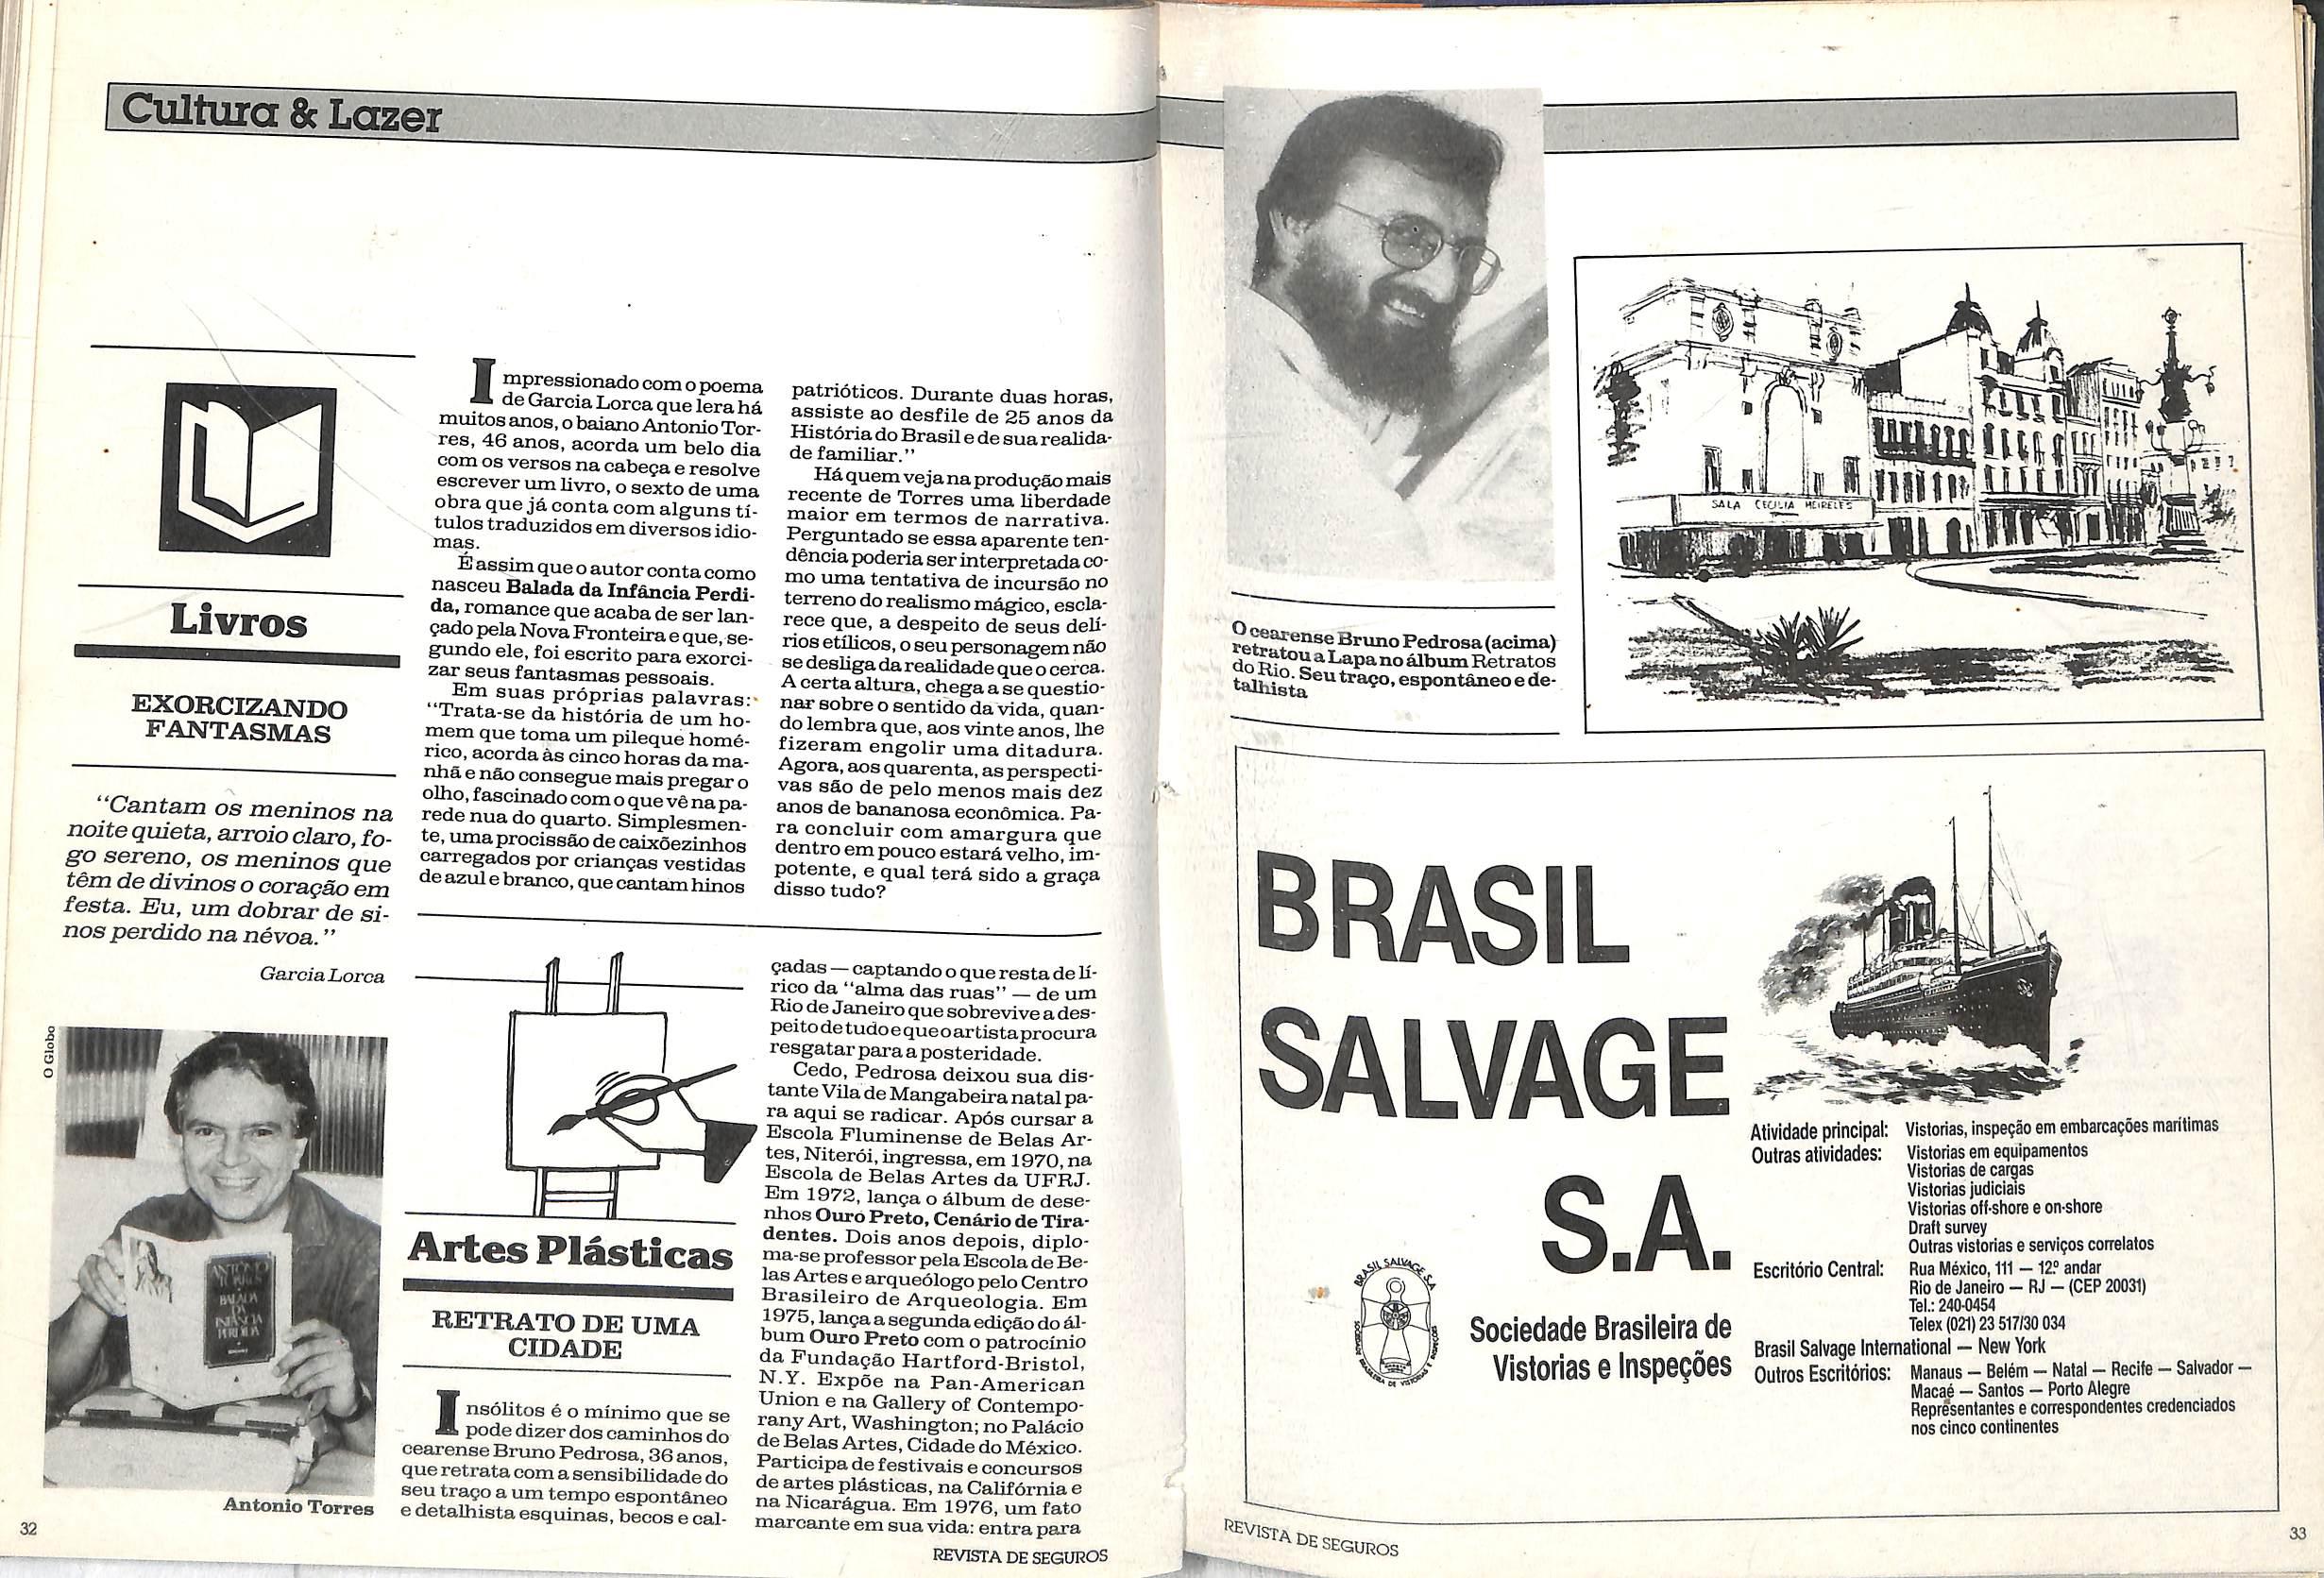 Cultura & Lazer
Livros
EXORCIZANDO
FANTASMAS
“Cantam os meninos na
noite quieta, arroio claro, fo-
go sereno, os meninos que
têm de divinos o coração em
festa. Eu, um dobrar de si-
nos perdido na névoa.”
Garcia Lorca
O Globo
ANTONIO
TORRES
BALADA
DA
INFÂNCIA
PERDIDA
Antonio Torres
32
Impressionado com o poema
de Garcia Lorca que lera há
muitos anos, o baiano Antonio Tor-
res, 46 anos, acorda um belo dia
com os versos na cabeça e resolve
escrever um livro, o sexto de uma
obra que já conta com alguns tí-
tulos traduzidos em diversos idio-
mas.
É assim que o autor conta como
nasceu Balada da Infância Perdi-
da, romance que acaba de ser lan-
çado pela Nova Fronteira e que, se-
gundo ele, foi escrito para exorci-
zar seus fantasmas pessoais.
Em suas próprias palavras:
“Trata-se da história de um ho-
mem que toma um pileque homé-
rico, acorda às cinco horas da ma-
nhã e não consegue mais pregar o
olho, fascinado com o que vê na pa-
rede nua do quarto. Simplesmen-
te, uma procissão de caixõezinhos
carregados por crianças vestidas
de azul e branco, que cantam hinos
patrióticos. Durante duas horas,
assiste ao desfile de 25 anos da
História do Brasil e de sua realida-
de familiar.”
Há quem veja na produção mais
recente de Torres uma liberdade
maior em termos de narrativa.
Perguntado se essa aparente ten-
dência poderia ser interpretada co-
mo uma tentativa de incursão no
terreno do realismo mágico, escla-
rece que, a despeito de seus delí-
rios etílicos, o seu personagem não
se desliga da realidade que o cerca.
A certa altura, chega a se questio-
nar sobre o sentido da vida, quan-
do lembra que, aos vinte anos, lhe
fizeram engolir uma ditadura.
Agora, aos quarenta, as perspecti-
vas são de pelo menos mais dez
anos de bananosa econômica. Pa-
ra concluir com amargura que
dentro em pouco estará velho, im-
potente, e qual terá sido a graça
disso tudo?
Artes Plásticas
RETRATO DE UMA
CIDADE
Insólitos é o mínimo que se
pode dizer dos caminhos do
cearense Bruno Pedrosa, 36 anos,
que retrata com a sensibilidade do
seu traço a um tempo espontâneo
e detalhista esquinas, becos e cal-
çadas — captando o que resta de lí-
rico da “alma das ruas” — de um
Rio de Janeiro que sobrevive a des-
peito de tudo e que o artista procura
resgatar para a posteridade.
Cedo, Pedrosa deixou sua dis-
tante Vila de Mangabeira natal pa-
ra aqui se radicar. Após cursar a
Escola Fluminense de Belas Ar-
tes, Niterói, ingressa, em 1970, na
Escola de Belas Artes da UFRJ.
Em 1972, lança o álbum de dese-
nhos Ouro Preto, Cenário de Tira-
dentes. Dois anos depois, diplo-
ma-se professor pela Escola de Be-
las Artes e arqueólogo pelo Centro
Brasileiro de Arqueologia. Em
1975, lança a segunda edição do ál-
bum Ouro Preto com o patrocínio
da Fundação Hartford-Bristol,
N.Y. Expõe na Pan-American
Union e na Gallery of Contempo-
rany Art, Washington; no Palácio
de Belas Artes, Cidade do México.
Participa de festivais e concursos
de artes plásticas, na Califórnia e
na Nicarágua. Em 1976, um fato
marcante em sua vida: entra para
REVISTA DE SEGUROS
O cearense Bruno Pedrosa (acima)
retratou a Lapa no álbum Retratos
do Rio. Seu traço, espontâneo e de-
talhista
SALA CECILIA MEIRELES
BRASIL
SALVAGE
S.A.
BRASIL SALVAGE S.A.
SOCIEDADE BRASILEIRA DE VISTORIAS E INSPEÇÕES
Sociedade Brasileira de
Vistorias e Inspeções
Atividade principal: Vistorias, inspeção em embarcações marítimas
Outras atividades: Vistorias em equipamentos
Vistorias de cargas
Vistorias judiciais
Vistorias off-shore e on-shore
Draft survey
Outras vistorias e serviços correlatos
Escritório Central: Rua México, 111 — 12º andar
Rio de Janeiro — RJ — (CEP 20031)
Tel.: 240-0454
Telex (021) 23 517/30 034
Brasil Salvage International — New York
Outros Escritórios: Manaus — Belém — Natal — Recife — Salvador —
Macaé — Santos — Porto Alegre
Representantes e correspondentes credenciados
nos cinco continentes
REVISTA DE SEGUROS
33